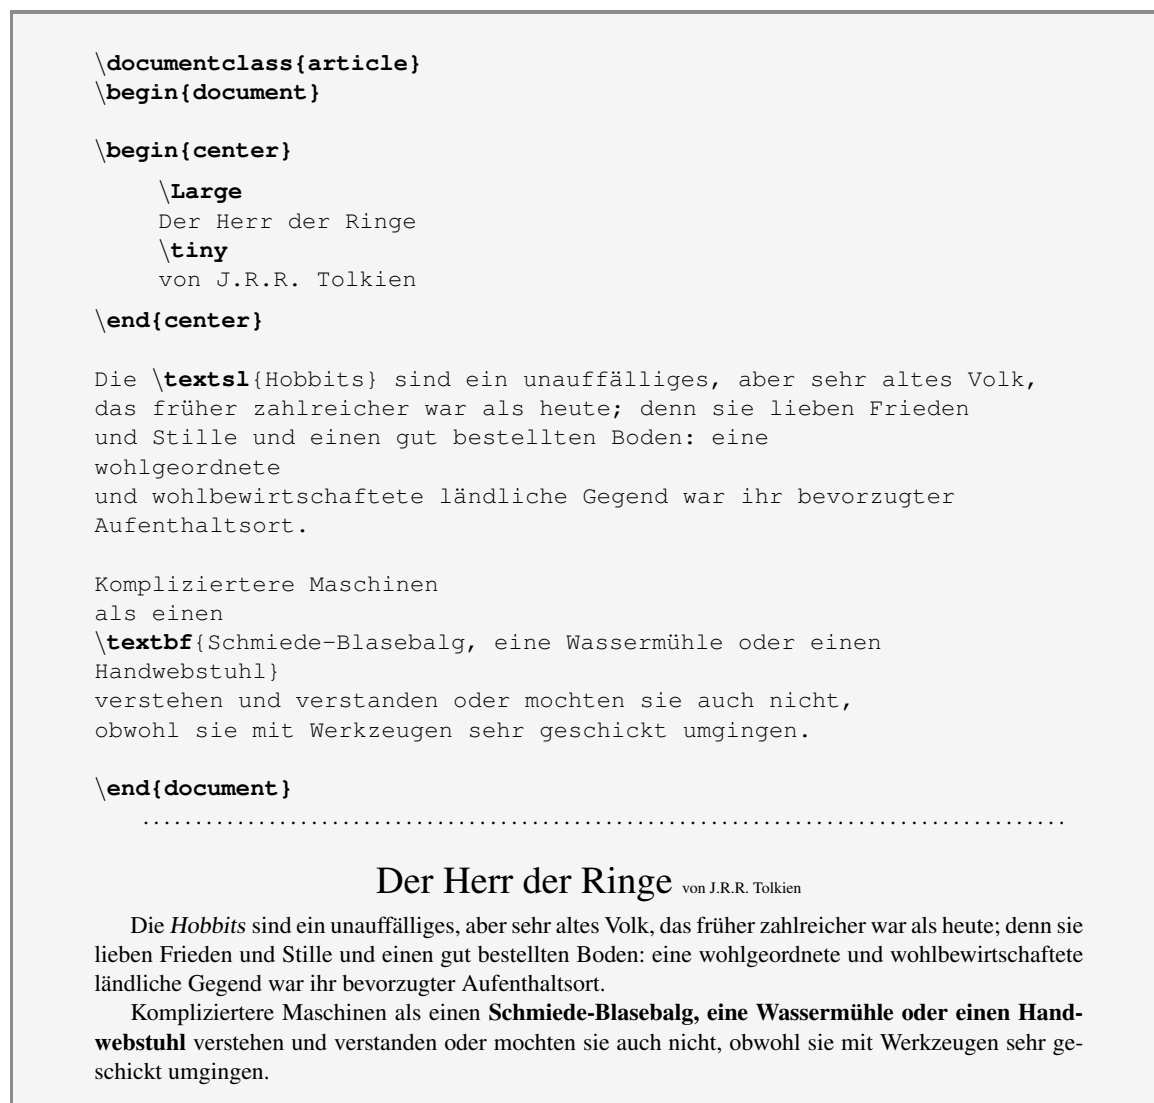 \documentclass{article}
\begin{document}
\begin{center}
\Large
Der Herr der Ringe
\tiny
von J.R.R. Tolkien
\end{center}
Die \textsl{Hobbits} sind ein unauffälliges, aber sehr altes Volk,
das früher zahlreicher war als heute; denn sie lieben Frieden
und Stille und einen gut bestellten Boden: eine
wohlgeordnete
und wohlbewirtschaftete ländliche Gegend war ihr bevorzugter
Aufenthaltsort.
Kompliziertere Maschinen
als einen
\textbf{Schmiede-Blasebalg, eine Wassermühle oder einen
Handwebstuhl}
verstehen und verstanden oder mochten sie auch nicht,
obwohl sie mit Werkzeugen sehr geschickt umgingen.
\end{document}
Der Herr der Ringe von J.R.R. Tolkien
Die Hobbits sind ein unauffälliges, aber sehr altes Volk, das früher zahlreicher war als heute; denn sie
lieben Frieden und Stille und einen gut bestellten Boden: eine wohlgeordnete und wohlbewirtschaftete
ländliche Gegend war ihr bevorzugter Aufenthaltsort.
Kompliziertere Maschinen als einen Schmiede-Blasebalg, eine Wassermühle oder einen Hand-
webstuhl verstehen und verstanden oder mochten sie auch nicht, obwohl sie mit Werkzeugen sehr ge-
schickt umgingen.